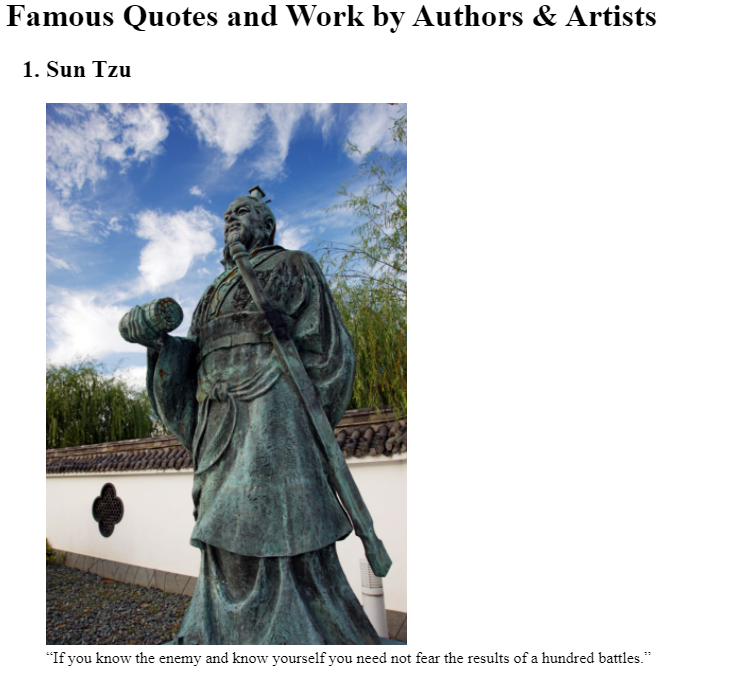 Famous Quotes and Work by Authors & Artists
1. Sun Tzu
“If you know the enemy and know yourself you need not fear the results of a hundred battles.”